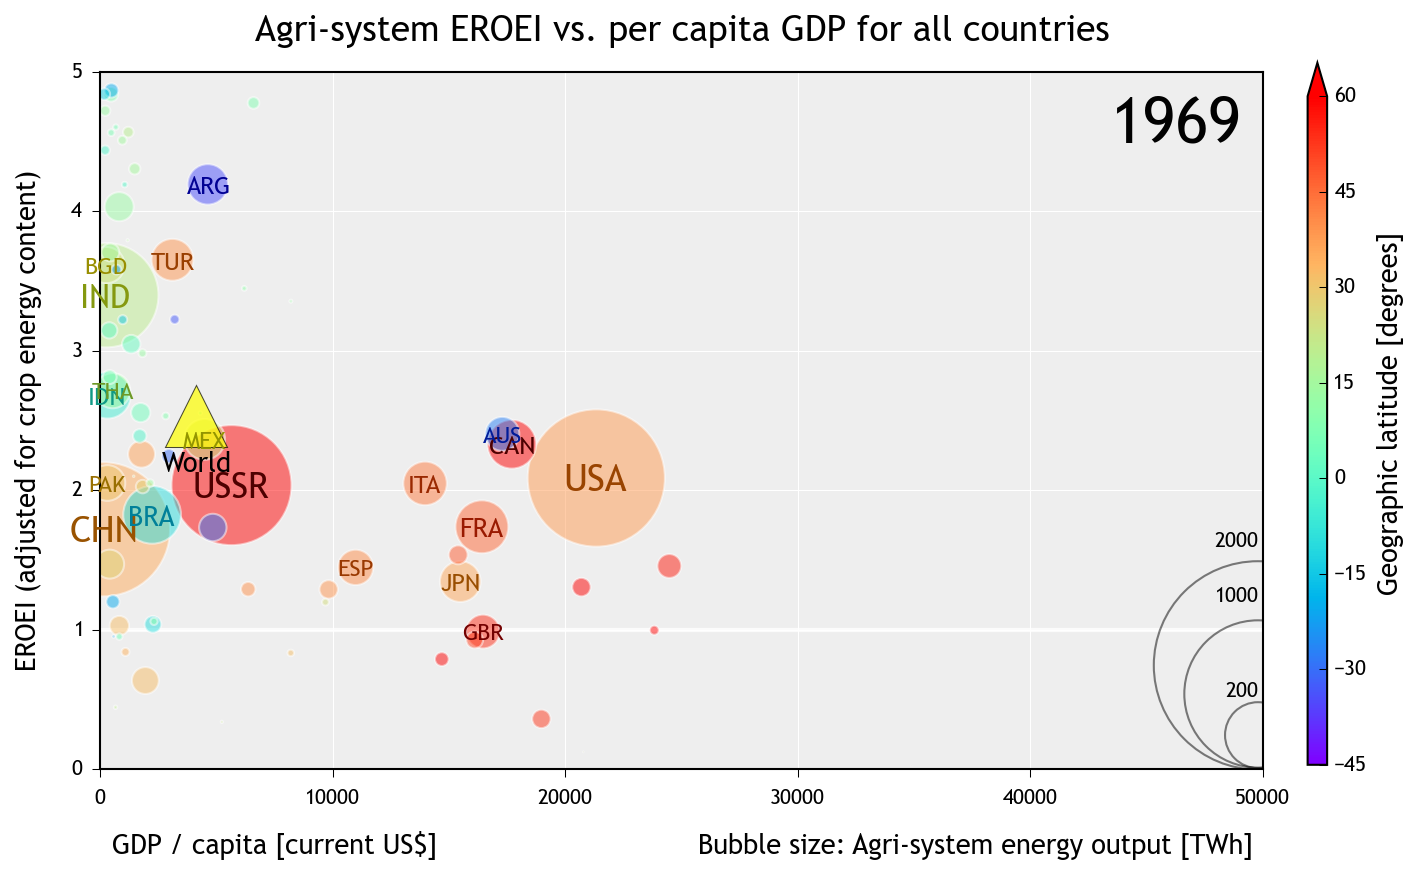 Agri-system EROEI vs. per capita GDP for all countries
1969
EROEI (adjusted for crop energy content)
5
4
3
2
1
0
ARG
TUR
BGD
IND
THA
IDN
AUS
MEX
CAN
World
USA
PAK
USSR
ITA
BRA
CHN
FRA
ESP
JPN
GBR
2000
1000
200
0
10000
20000
30000
40000
50000
GDP / capita [current US$]
Bubble size: Agri-system energy output [TWh]
60
45
30
15
0
−15
−30
−45
Geographic latitude [degrees]